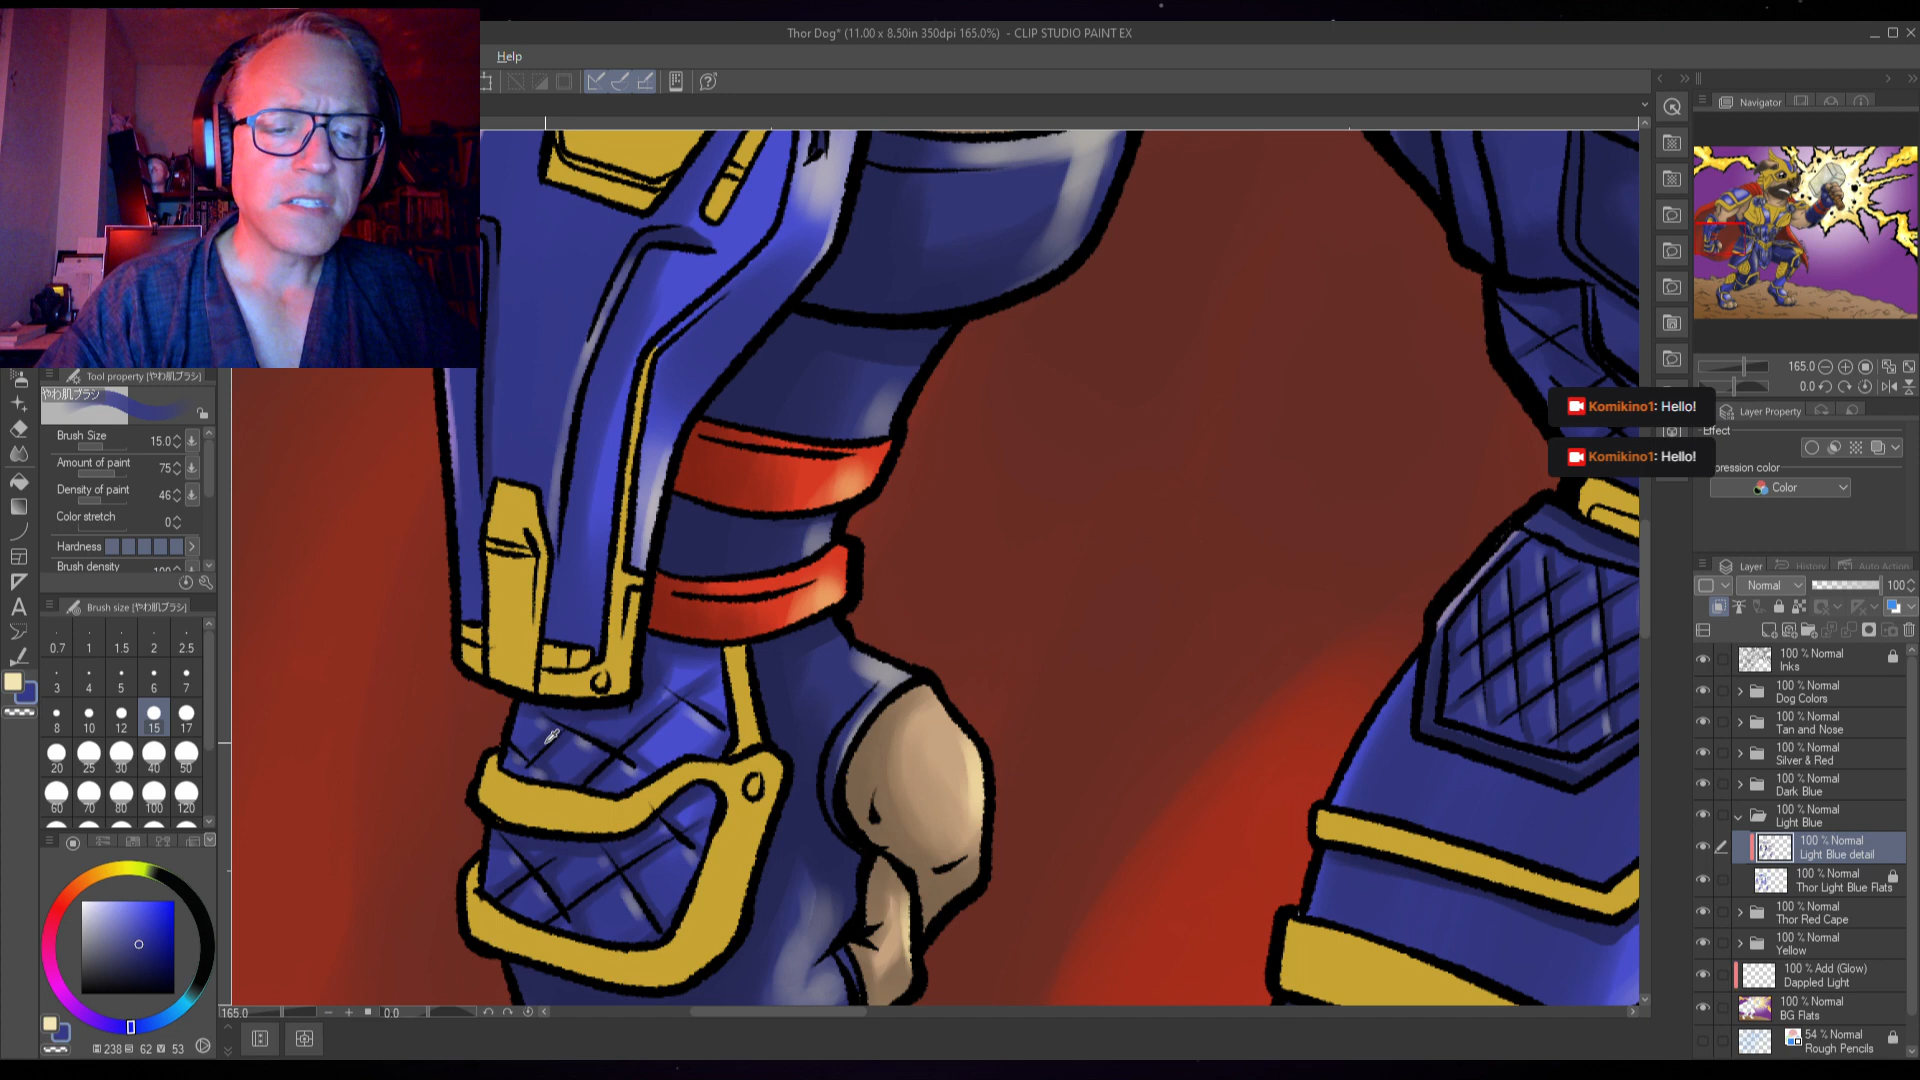 Thor Dog* (11.00 x 8.50in 350dpi 165.0%) - CLIP STUDIO PAINT EX
Help
Navigator
165.0
0.0
Komikino1: Hello!
Komikino1: Hello!
Layer Property
Effect
pression color
Color
Tool property [やわ肌ブラシ]
やわ肌ブラシ
Brush Size 15.0
Amount of paint 75
Density of paint 46
Color stretch 0
Hardness
Brush density 100
Brush size [やわ肌ブラシ]
0.7 1 1.5 2 2.5
3 4 5 6 7
8 10 12 15 17
20 25 30 40 50
60 70 80 100 120
238 62 53
165.0 0.0
Layer History Auto Action
Normal 100
100 % Normal
Inks
100 % Normal
Dog Colors
100 % Normal
Tan and Nose
100 % Normal
Silver & Red
100 % Normal
Dark Blue
100 % Normal
Light Blue
100 % Normal
Light Blue detail
100 % Normal
Thor Light Blue Flats
100 % Normal
Thor Red Cape
100 % Normal
Yellow
100 % Add (Glow)
Dappled Light
100 % Normal
BG Flats
54 % Normal
Rough Pencils